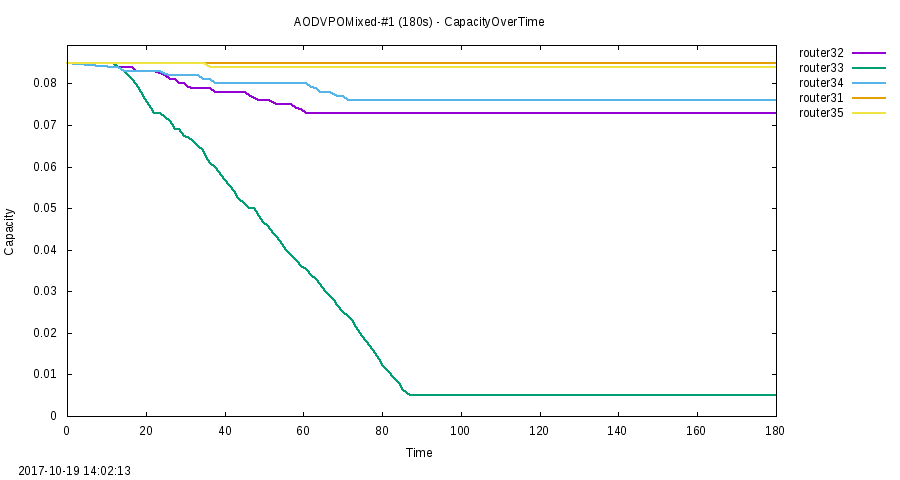 AODVPOMixed-#1 (180s) - CapacityOverTime
router32
router33
router34
router31
router35
0.08
0.07
0.06
0.05
0.04
0.03
0.02
0.01
0
Capacity
0 20 40 60 80 100 120 140 160 180
Time
2017-10-19 14:02:13